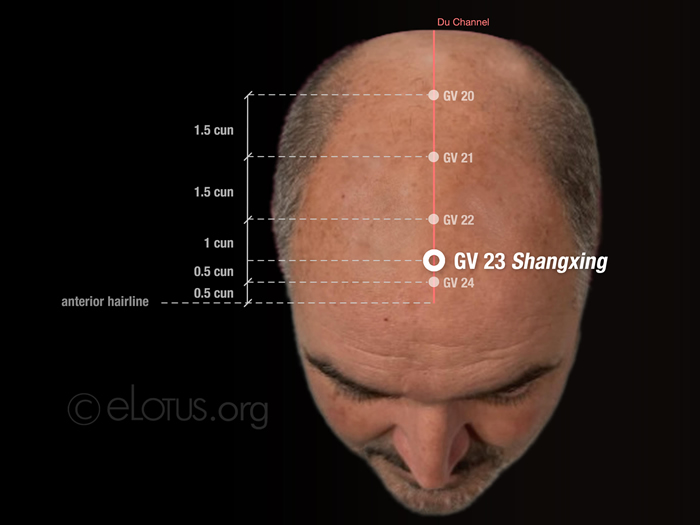 Du Channel
GV 20
1.5 cun
GV 21
1.5 cun
GV 22
1 cun
GV 23 Shangxing
0.5 cun
GV 24
0.5 cun
anterior hairline
© eLotus.org